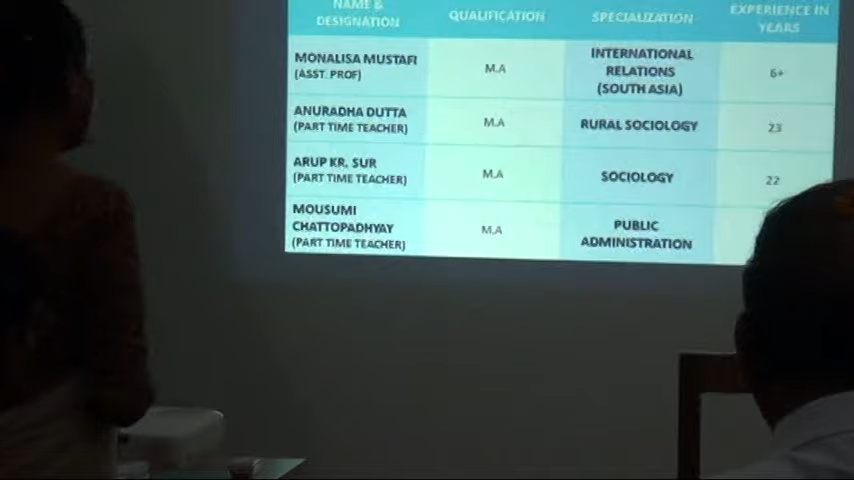 NAME & DESIGNATION QUALIFICATION SPECIALIZATION EXPERIENCE IN YEARS
MONALISA MUSTAFI
(ASST. PROF)
M.A
INTERNATIONAL
RELATIONS
(SOUTH ASIA)
6+
ANURADHA DUTTA
(PART TIME TEACHER)
M.A
RURAL SOCIOLOGY
23
ARUP KR. SUR
(PART TIME TEACHER)
M.A
SOCIOLOGY
22
MOUSUMI
CHATTOPADHYAY
(PART TIME TEACHER)
M.A
PUBLIC
ADMINISTRATION